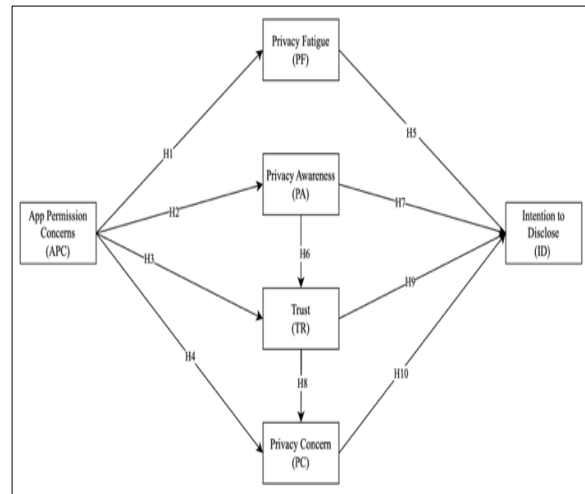 Privacy Fatigue
(PF)
H1
H5
Privacy Awareness
(PA)
H2
H7
App Permission
Concerns
(APC)
Intention to
Disclose
(ID)
H6
H3
H9
Trust
(TR)
H4
H8
H10
Privacy Concern
(PC)